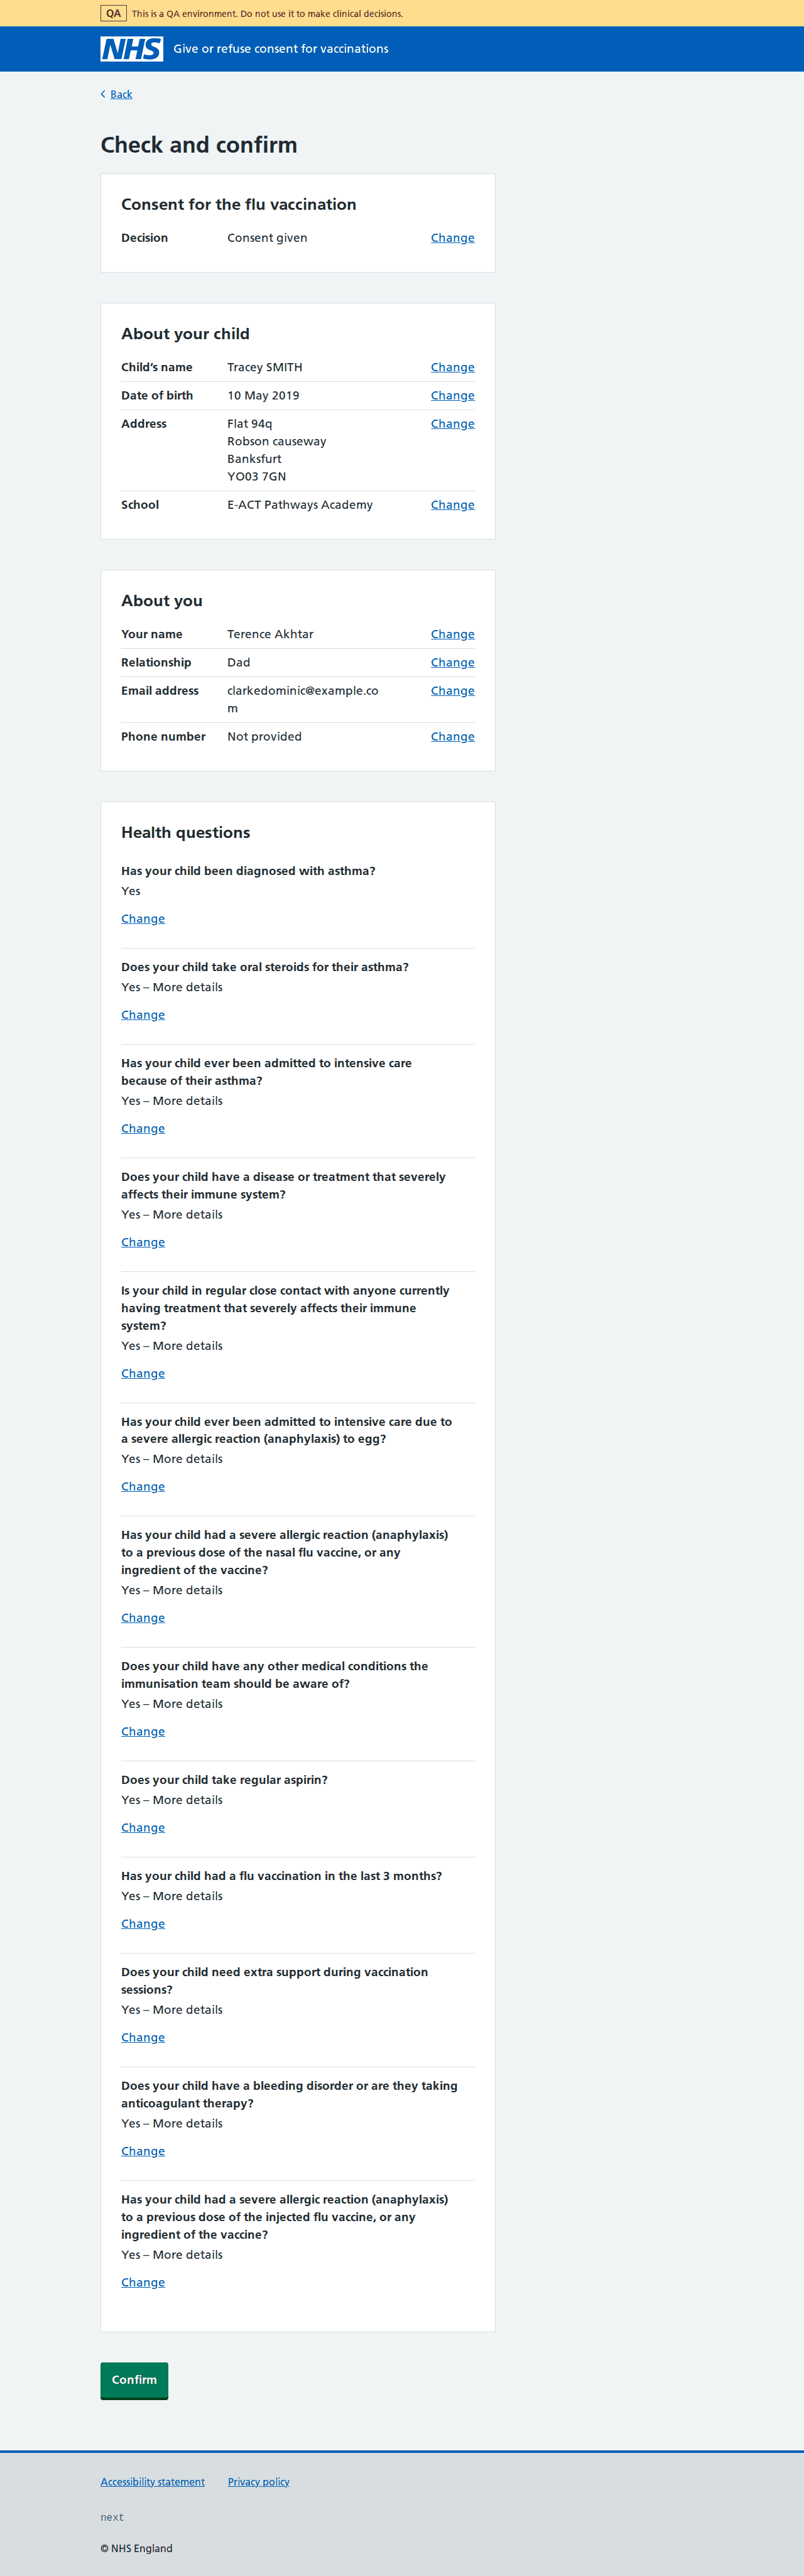 QA This is a QA environment. Do not use it to make clinical decisions.
NHS Give or refuse consent for vaccinations
Back
Check and confirm
Consent for the flu vaccination
Decision Consent given Change
About your child
Child’s name Tracey SMITH Change
Date of birth 10 May 2019 Change
Address Flat 94q Change
Robson causeway
Banksfurt
YO03 7GN
School E-ACT Pathways Academy Change
About you
Your name Terence Akhtar Change
Relationship Dad Change
Email address clarkedominic@example.co Change
m
Phone number Not provided Change
Health questions
Has your child been diagnosed with asthma?
Yes
Change
Does your child take oral steroids for their asthma?
Yes – More details
Change
Has your child ever been admitted to intensive care
because of their asthma?
Yes – More details
Change
Does your child have a disease or treatment that severely
affects their immune system?
Yes – More details
Change
Is your child in regular close contact with anyone currently
having treatment that severely affects their immune
system?
Yes – More details
Change
Has your child ever been admitted to intensive care due to
a severe allergic reaction (anaphylaxis) to egg?
Yes – More details
Change
Has your child had a severe allergic reaction (anaphylaxis)
to a previous dose of the nasal flu vaccine, or any
ingredient of the vaccine?
Yes – More details
Change
Does your child have any other medical conditions the
immunisation team should be aware of?
Yes – More details
Change
Does your child take regular aspirin?
Yes – More details
Change
Has your child had a flu vaccination in the last 3 months?
Yes – More details
Change
Does your child need extra support during vaccination
sessions?
Yes – More details
Change
Does your child have a bleeding disorder or are they taking
anticoagulant therapy?
Yes – More details
Change
Has your child had a severe allergic reaction (anaphylaxis)
to a previous dose of the injected flu vaccine, or any
ingredient of the vaccine?
Yes – More details
Change
Confirm
Accessibility statement Privacy policy
next
© NHS England